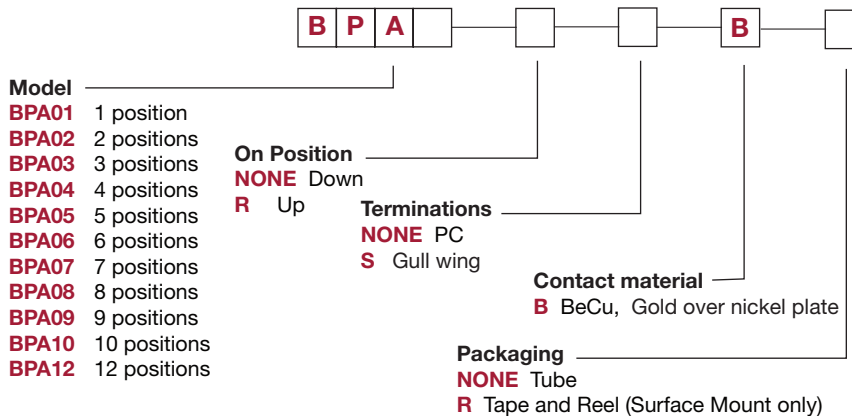 B P A B
Model
BPA01 1 position
BPA02 2 positions
BPA03 3 positions
BPA04 4 positions
BPA05 5 positions
BPA06 6 positions
BPA07 7 positions
BPA08 8 positions
BPA09 9 positions
BPA10 10 positions
BPA12 12 positions
On Position
NONE Down
R Up
Terminations
NONE PC
S Gull wing
Contact material
B BeCu, Gold over nickel plate
Packaging
NONE Tube
R Tape and Reel (Surface Mount only)